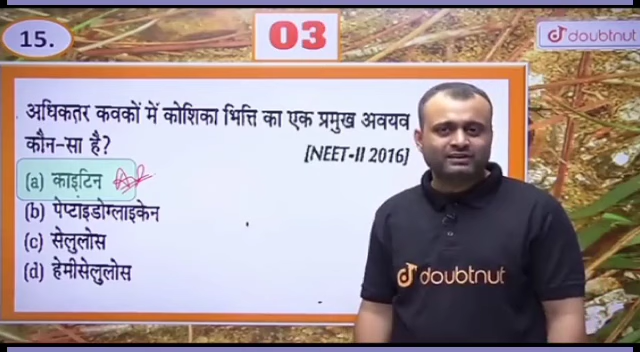 15.
03
doubtnut
अधिकतर कवकों में कोशिका भित्ति का एक प्रमुख अवयव
कौन-सा है?
[NEET-II 2016]
(a) काइटिन
(b) पेप्टाइडोग्लाइकेन
(c) सेलुलोस
(d) हेमीसेलुलोस
doubtnut